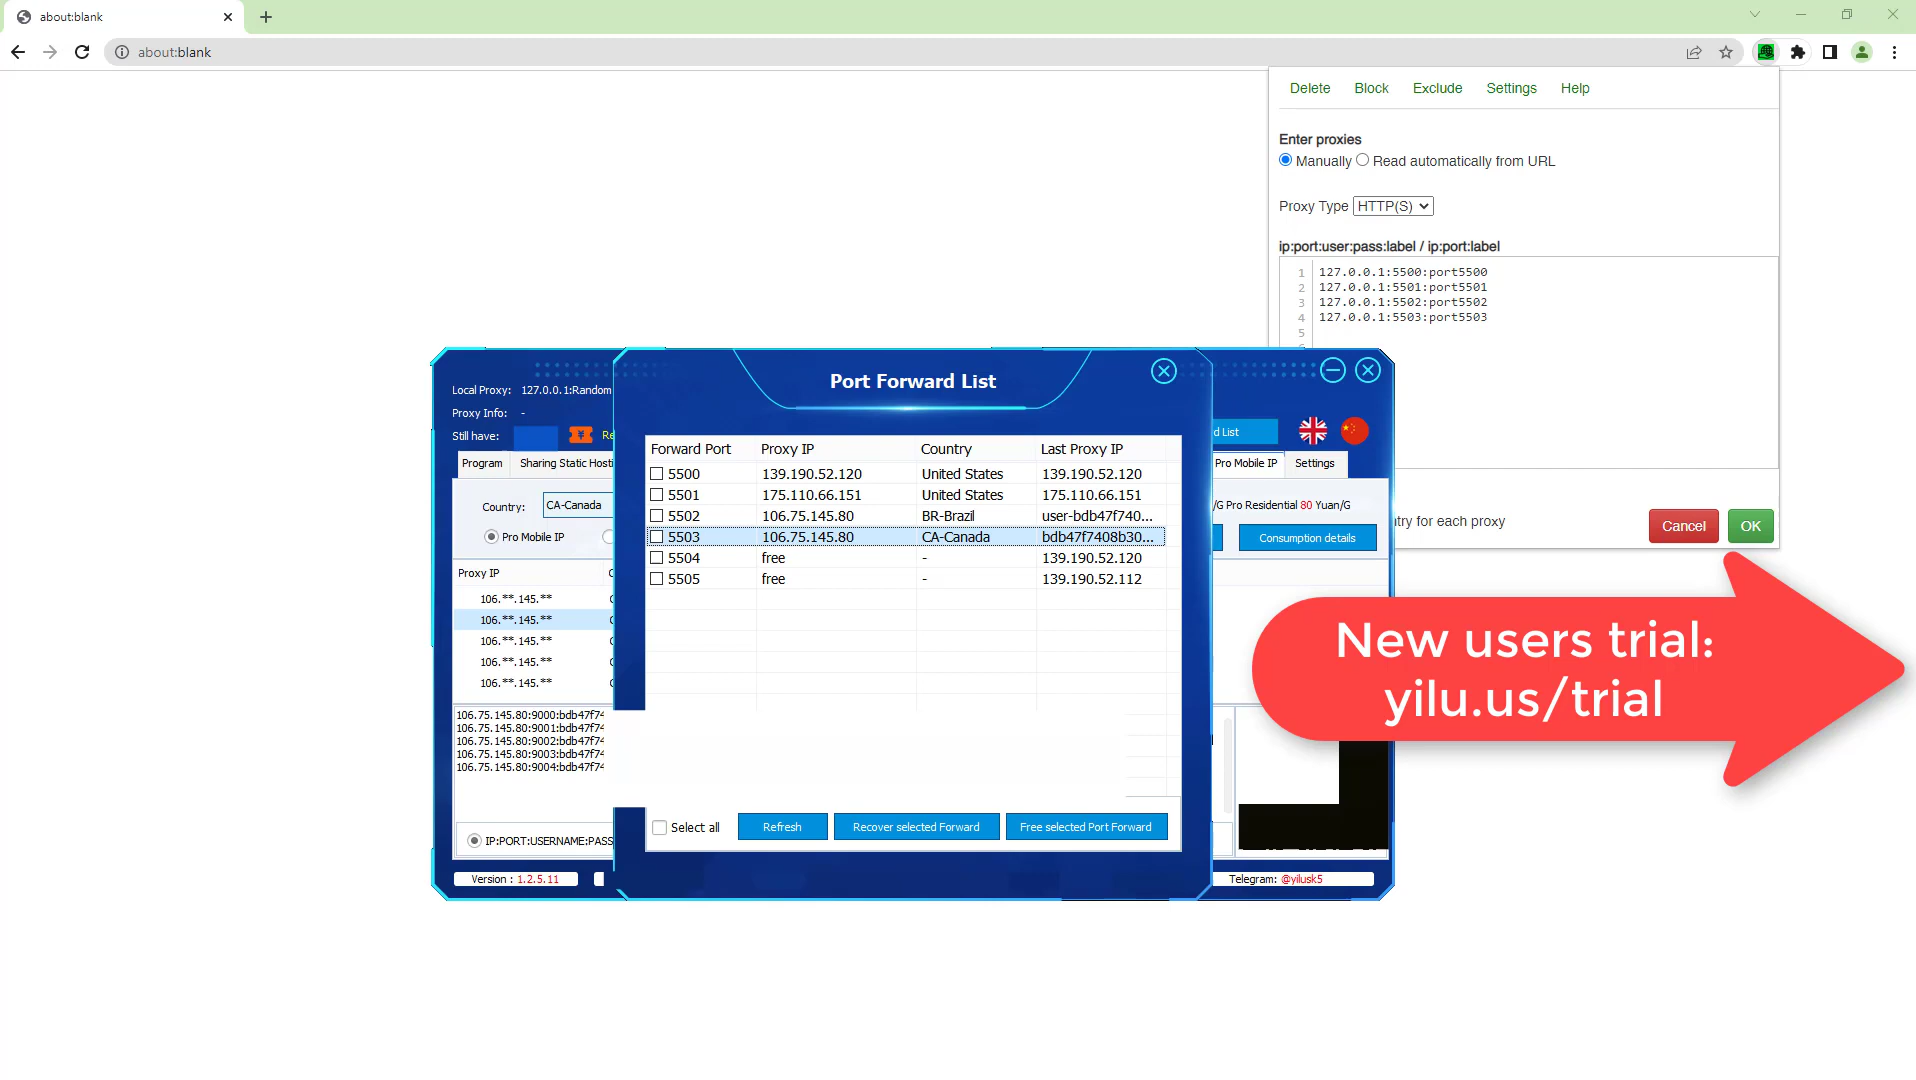 about:blank
about:blank
Delete Block Exclude Settings Help
Enter proxies
Manually Read automatically from URL
Proxy Type HTTP(S)
ip:port:user:pass:label / ip:port:label
1 127.0.0.1:5500:port5500
2 127.0.0.1:5501:port5501
3 127.0.0.1:5502:port5502
4 127.0.0.1:5503:port5503
5
try for each proxy
Cancel OK
Local Proxy: 127.0.0.1:Random
Proxy Info: -
Still have:
Program Sharing Static Hosti
Country: CA-Canada
Pro Mobile IP
Proxy IP
106.**.145.**
106.**.145.**
106.**.145.**
106.**.145.**
106.**.145.**
106.75.145.80:9000:bdb47f74
106.75.145.80:9001:bdb47f74
106.75.145.80:9002:bdb47f74
106.75.145.80:9003:bdb47f74
106.75.145.80:9004:bdb47f74
IP:PORT:USERNAME:PASS
Version : 1.2.5.11
Port Forward List
Forward Port Proxy IP Country Last Proxy IP
5500 139.190.52.120 United States 139.190.52.120
5501 175.110.66.151 United States 175.110.66.151
5502 106.75.145.80 BR-Brazil user-bdb47f740...
5503 106.75.145.80 CA-Canada bdb47f7408b30...
5504 free - 139.190.52.120
5505 free - 139.190.52.112
Select all Refresh Recover selected Forward Free selected Port Forward
d List
Pro Mobile IP Settings
/G Pro Residential 80 Yuan/G
Consumption details
Telegram: @yilusk5
New users trial:
yilu.us/trial